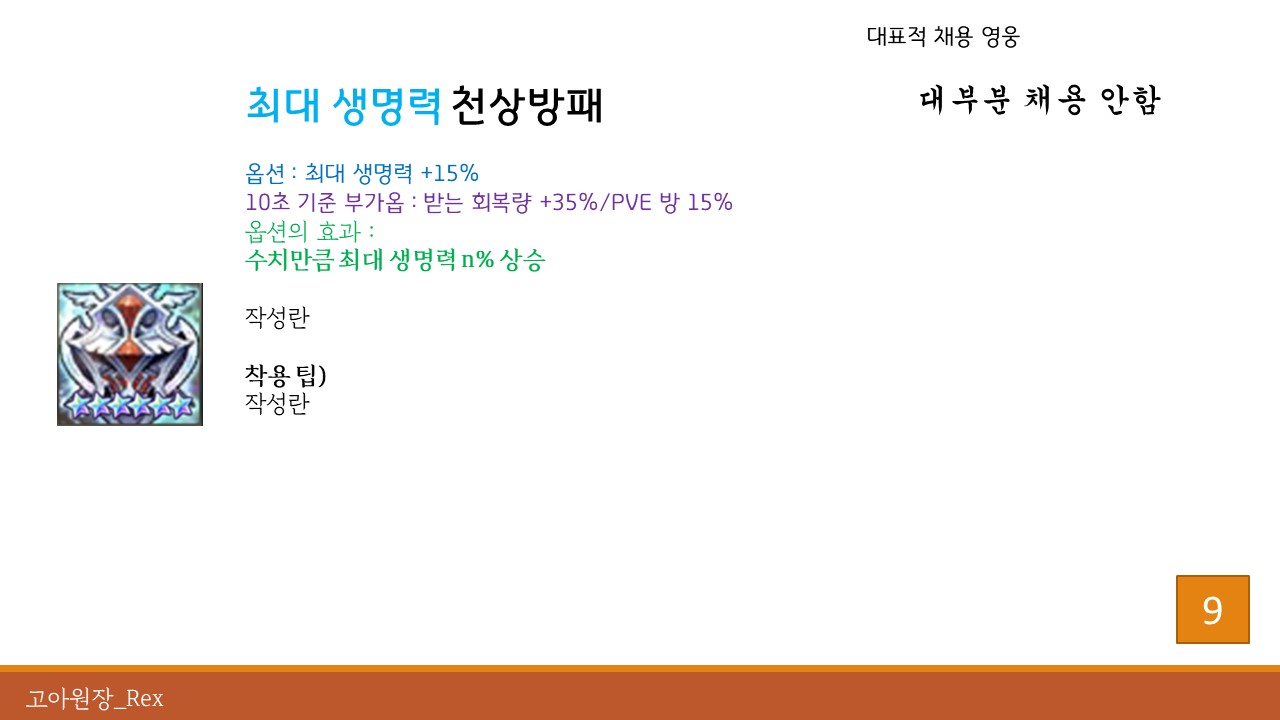 대표적 채용 영웅
최대 생명력 천상방패
대부분 채용 안함
옵션 : 최대 생명력 +15%
10초 기준 부가옵 : 받는 회복량 +35%/PVE 방 15%
옵션의 효과 :
수치만큼 최대 생명력 n% 상승
작성란
착용 팁)
작성란
9
고아원장_Rex